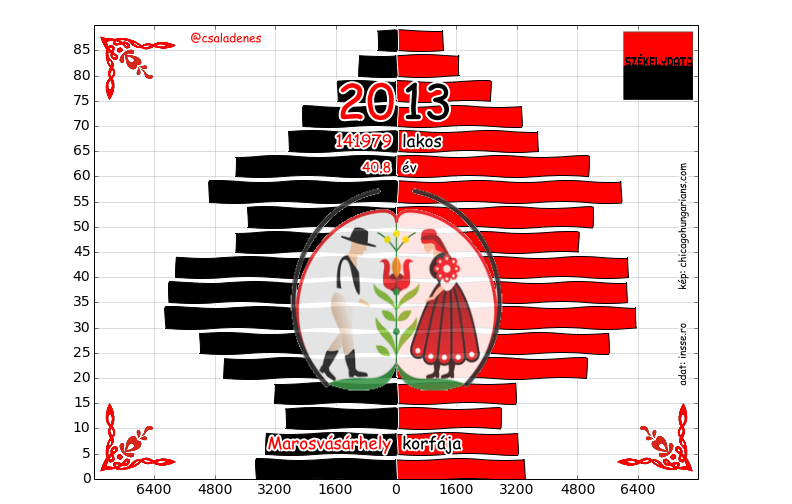 @csaladenes
SZÉKELYDATA
2013
141979 lakos
40.8 év
Marosvásárhely korfája
kép: chicagohungarians.com
adat: insse.ro
85
80
75
70
65
60
55
50
45
40
35
30
25
20
15
10
5
0
6400 4800 3200 1600 0 1600 3200 4800 6400